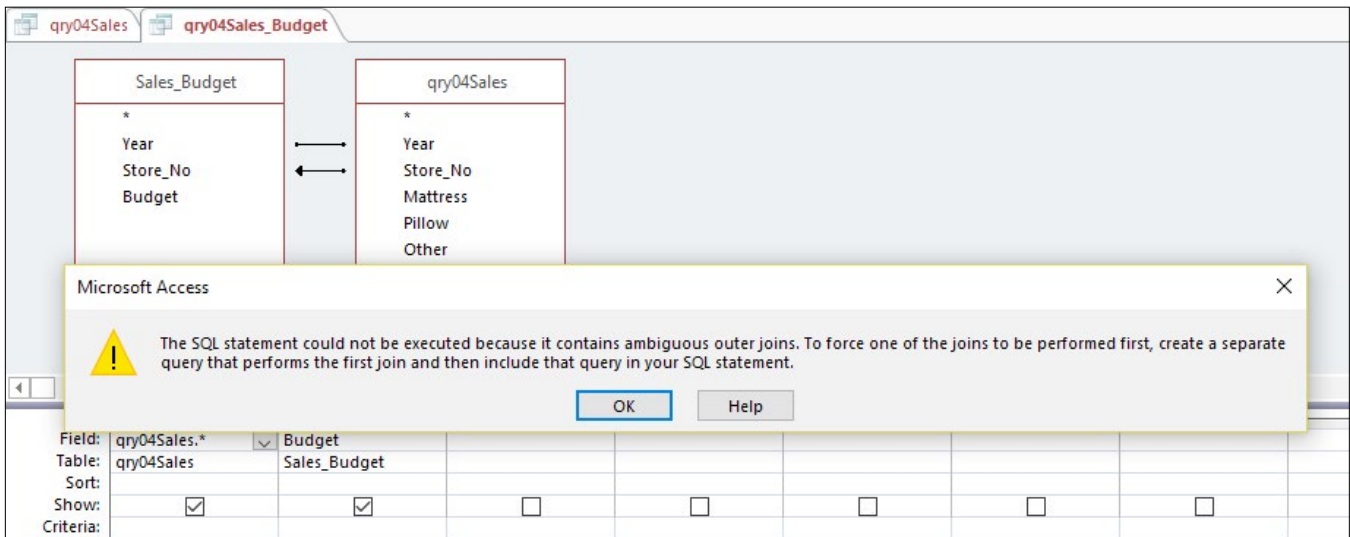 qry04Sales qry04Sales_Budget
Sales_Budget qry04Sales
* *
Year Year
Store_No Store_No
Budget Mattress
Pillow
Other
Microsoft Access
The SQL statement could not be executed because it contains ambiguous outer joins. To force one of the joins to be performed first, create a separate
query that performs the first join and then include that query in your SQL statement.
OK Help
Field: qry04Sales.* Budget
Table: qry04Sales Sales_Budget
Sort:
Show:
Criteria: